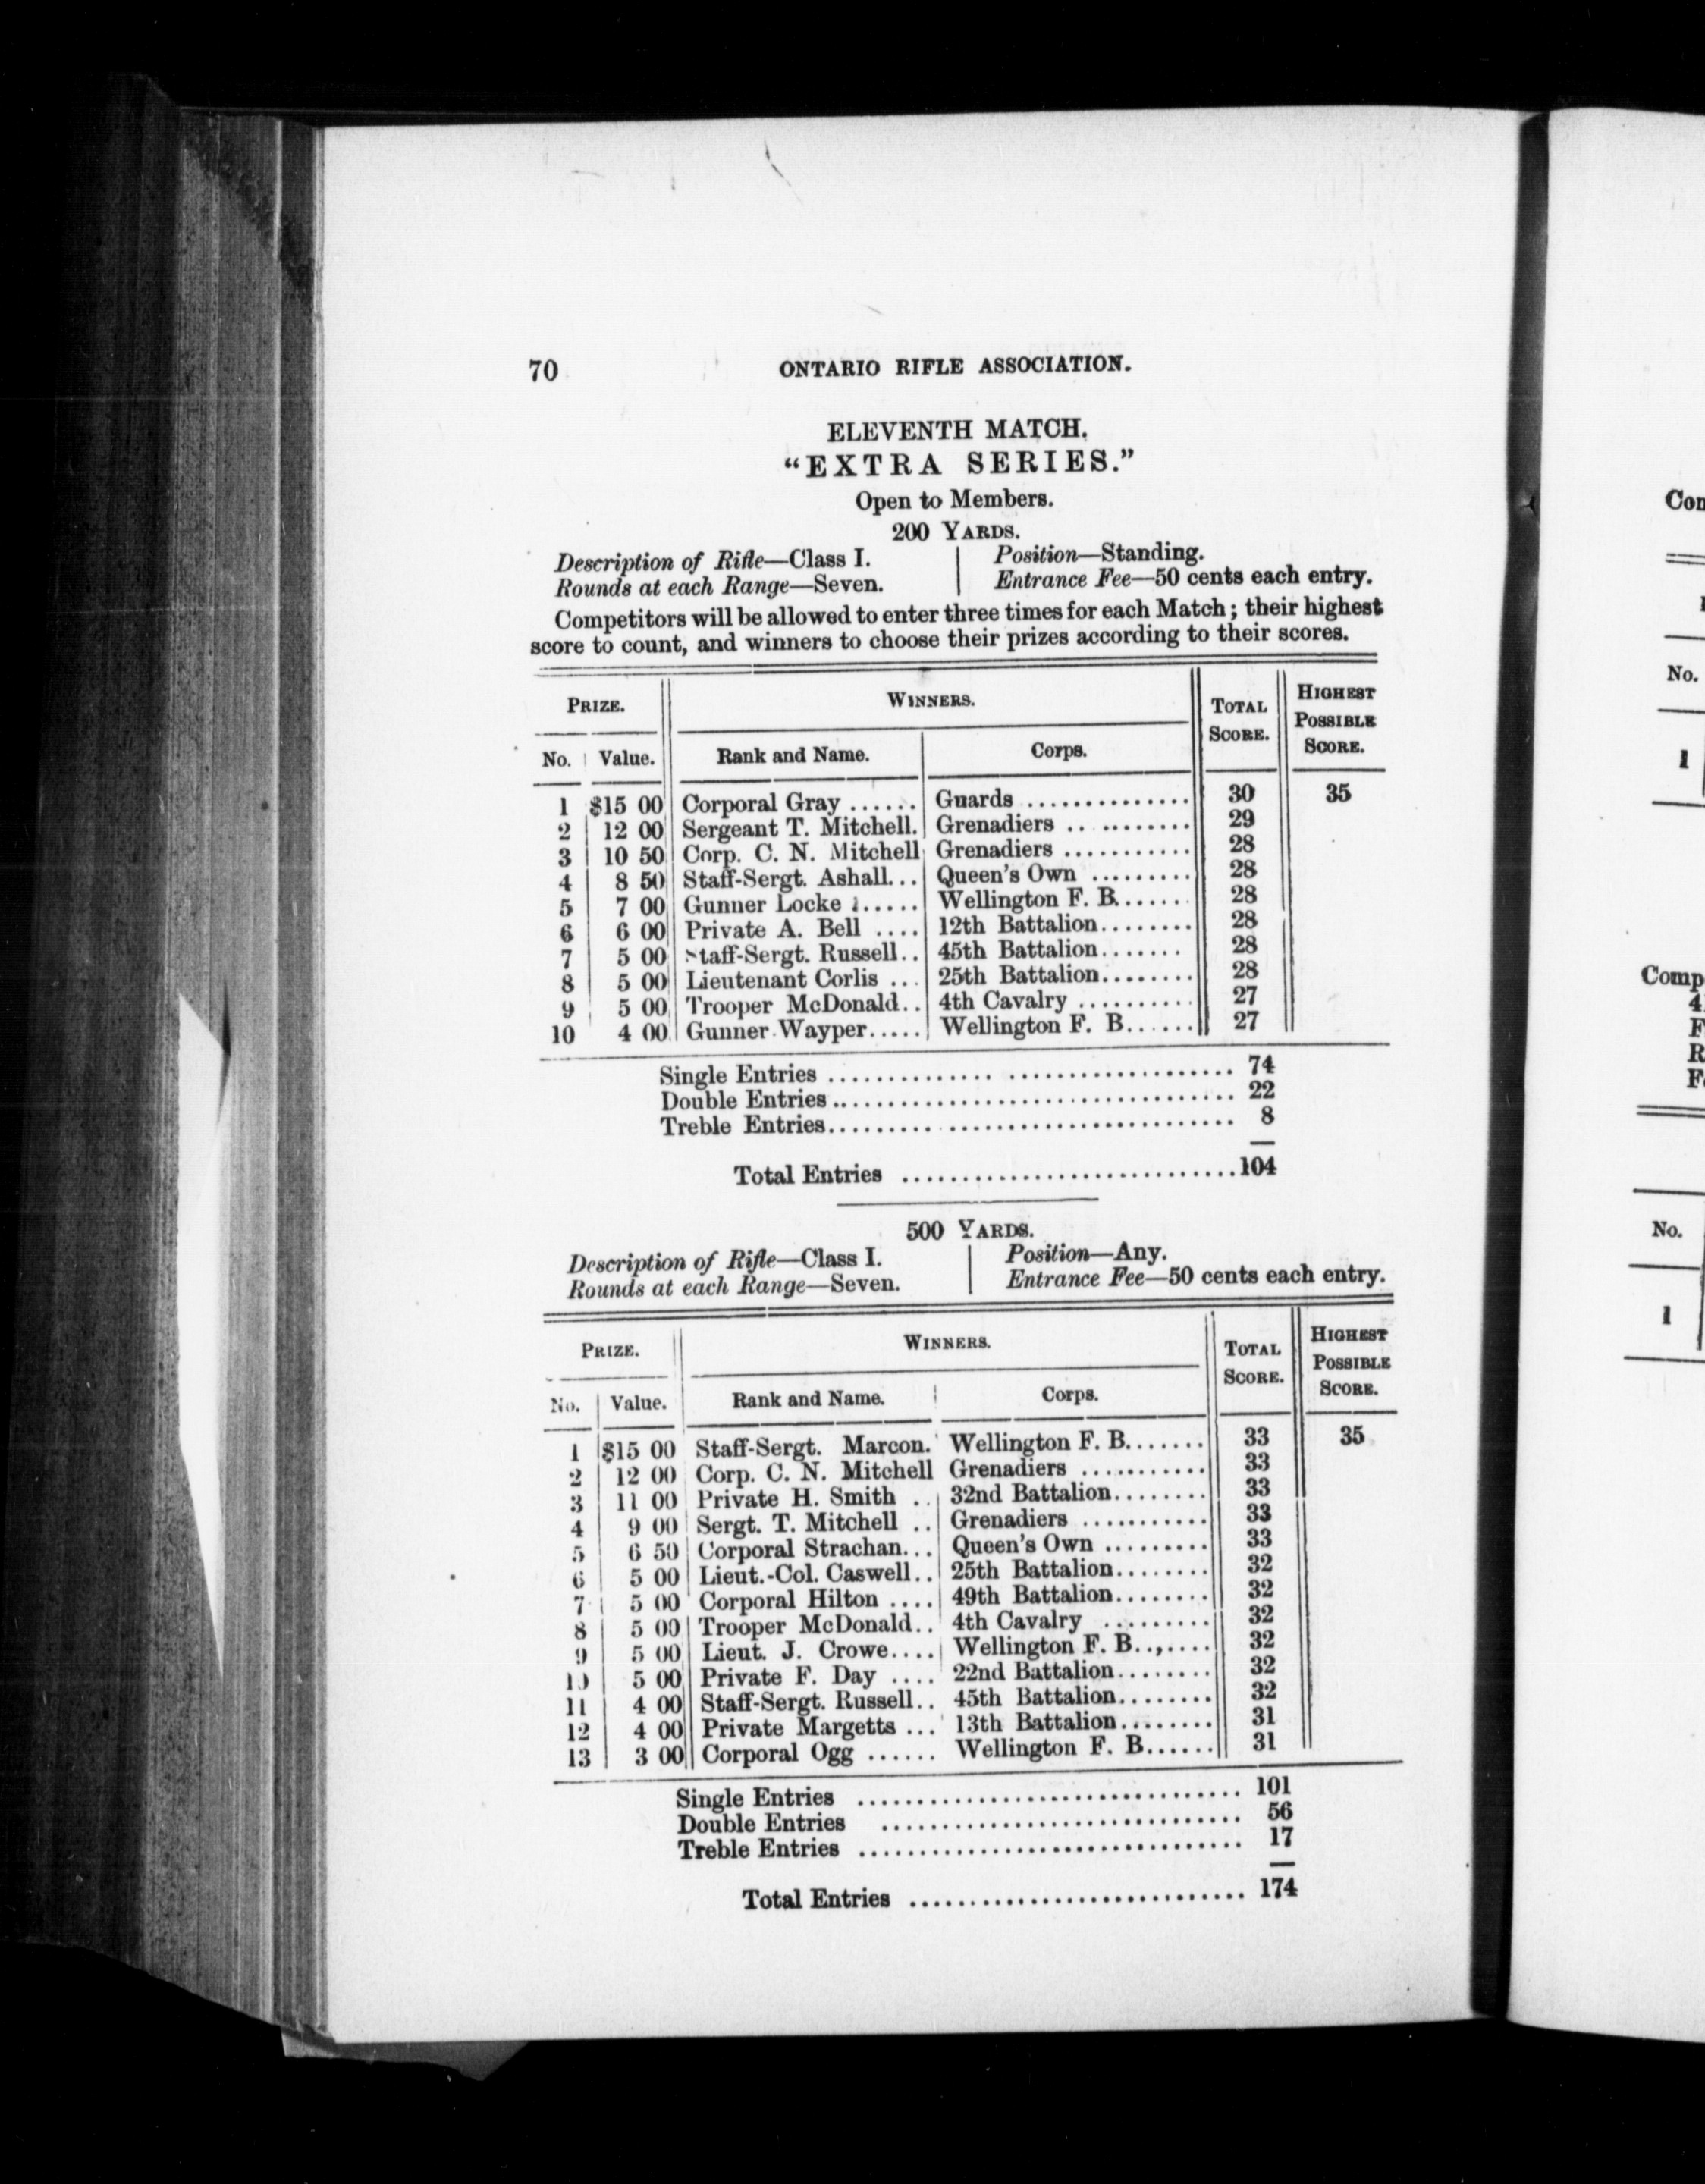 70 ONTARIO RIFLE ASSOCIATION.
ELEVENTH MATCH.
"EXTRA SERIES."
Open to Members.
200 YARDS.
Description of Rifle—Class I. Position—Standing.
Rounds at each Range—Seven. Entrance Fee—50 cents each entry.
Competitors will be allowed to enter three times for each Match; their highest
score to count, and winners to choose their prizes according to their scores.
PRIZE. WINNERS. TOTAL SCORE. HIGHEST POSSIBLE SCORE.
No. Value. Rank and Name. Corps.
1 $15 00 Corporal Gray ...... Guards .............. 30 35
2 12 00 Sergeant T. Mitchell. Grenadiers .. ........ 29
3 10 50 Corp. C. N. Mitchell Grenadiers ........... 28
4 8 50 Staff-Sergt. Ashall... Queen's Own ......... 28
5 7 00 Gunner Locke ...... Wellington F. B...... 28
6 6 00 Private A. Bell .... 12th Battalion........ 28
7 5 00 Staff-Sergt. Russell.. 45th Battalion....... 28
8 5 00 Lieutenant Corlis ... 25th Battalion........ 28
9 5 00 Trooper McDonald.. 4th Cavalry .......... 27
10 4 00 Gunner Wayper..... Wellington F. B...... 27
Single Entries .................................. 74
Double Entries.................................. 22
Treble Entries.................................. 8
Total Entries ............................104
500 YARDS.
Description of Rifle—Class I. Position—Any.
Rounds at each Range—Seven. Entrance Fee—50 cents each entry.
PRIZE. WINNERS. TOTAL SCORE. HIGHEST POSSIBLE SCORE.
No. Value. Rank and Name. Corps.
1 $15 00 Staff-Sergt. Marcon. Wellington F. B....... 33 35
2 12 00 Corp. C. N. Mitchell Grenadiers ........... 33
3 11 00 Private H. Smith .. 32nd Battalion........ 33
4 9 00 Sergt. T. Mitchell .. Grenadiers ........... 33
5 6 50 Corporal Strachan... Queen's Own ......... 33
6 5 00 Lieut.-Col. Caswell.. 25th Battalion........ 32
7 5 00 Corporal Hilton .... 49th Battalion........ 32
8 5 00 Trooper McDonald.. 4th Cavalry ......... 32
9 5 00 Lieut. J. Crowe.... Wellington F. B..,.... 32
10 5 00 Private F. Day .... 22nd Battalion........ 32
11 4 00 Staff-Sergt. Russell.. 45th Battalion........ 32
12 4 00 Private Margetts ... 13th Battalion........ 31
13 3 00 Corporal Ogg ...... Wellington F. B...... 31
Single Entries ................................ 101
Double Entries .............................. 56
Treble Entries ................................ 17
Total Entries ............................ 174
No.
1
No.
1